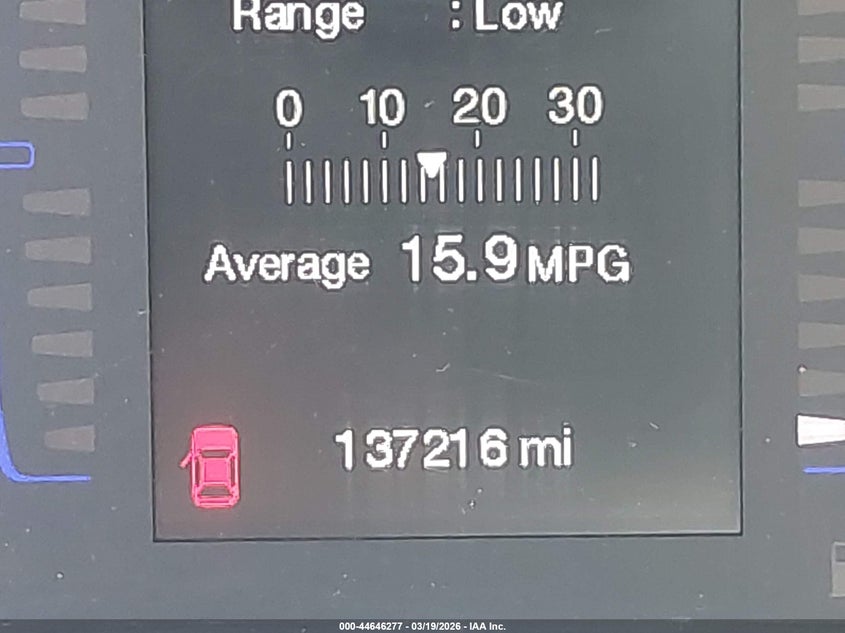 Range : Low
0 10 20 30
Average 15.9 MPG
137216 mi
000-44646277 - 03/19/2026 - IAA Inc.